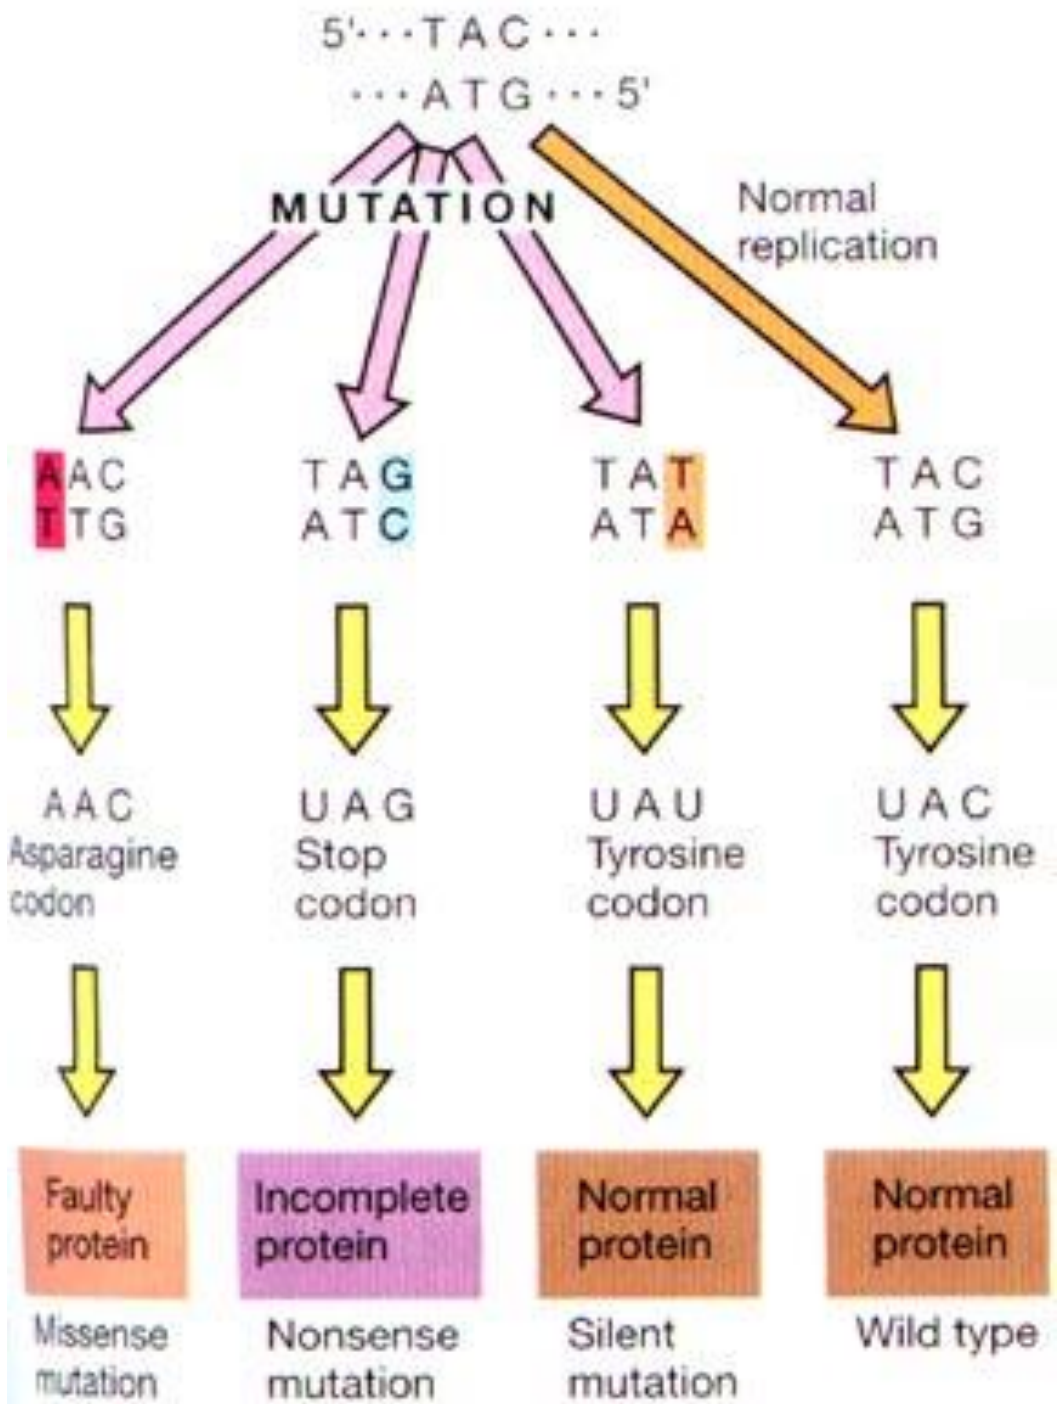 5'···TAC···
···ATG···5'
MUTATION
Normal
replication
AAC
TTG
TAG
ATC
TAT
ATA
TAC
ATG
AAC
Asparagine
codon
UAG
Stop
codon
UAU
Tyrosine
codon
UAC
Tyrosine
codon
Faulty
protein
Incomplete
protein
Normal
protein
Normal
protein
Missense
mutation
Nonsense
mutation
Silent
mutation
Wild type